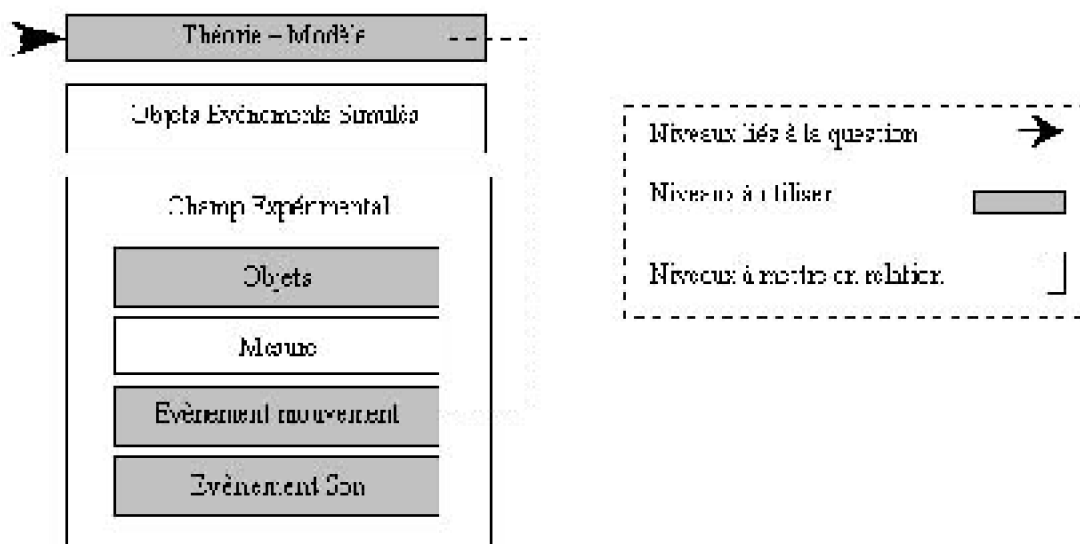 Théorie – Modèle
Objets Evénements Simulés
Champ Expérimental
Objets
Mesure
Evènement mouvement
Evènement Son
Niveaux liés à la question
Niveaux à utiliser
Niveaux à mettre en relation